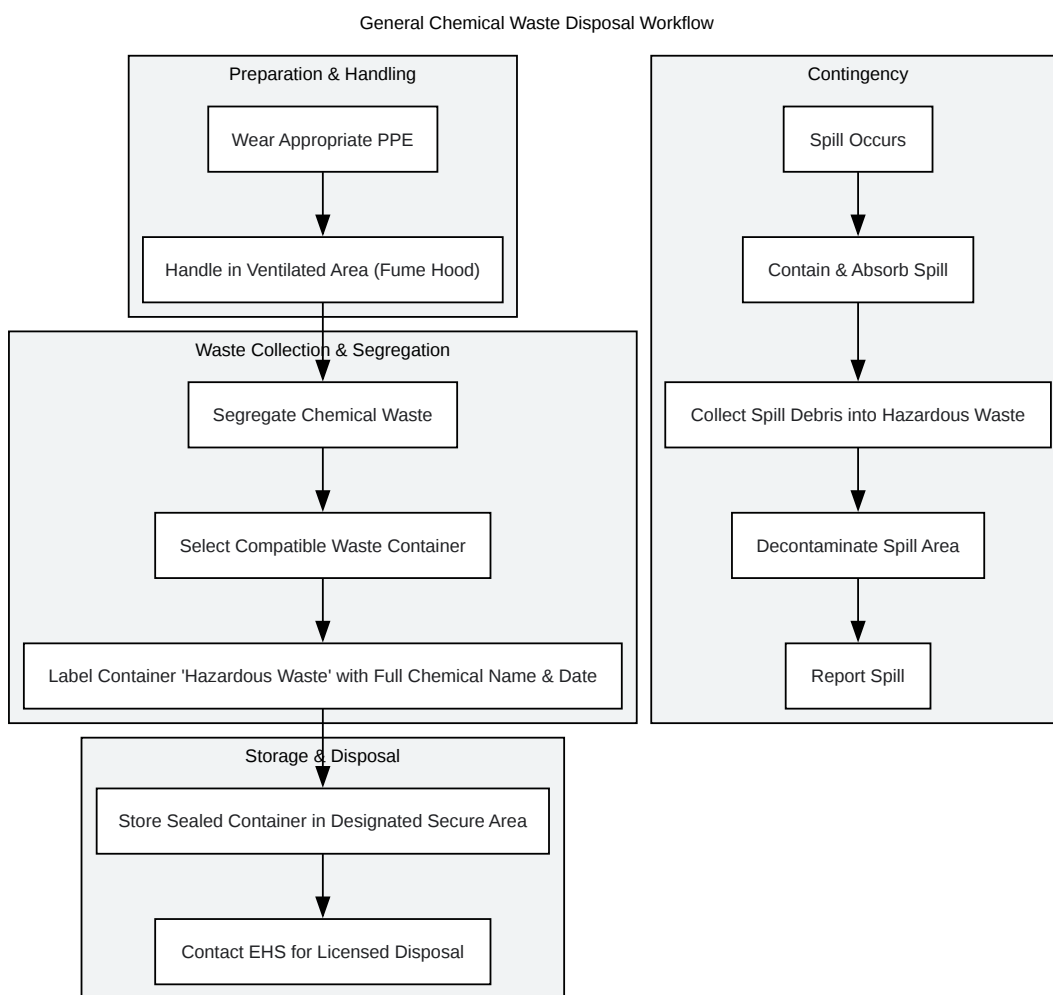 General Chemical Waste Disposal Workflow
Preparation & Handling
Wear Appropriate PPE
Handle in Ventilated Area (Fume Hood)
Waste Collection & Segregation
Segregate Chemical Waste
Select Compatible Waste Container
Label Container 'Hazardous Waste' with Full Chemical Name & Date
Storage & Disposal
Store Sealed Container in Designated Secure Area
Contact EHS for Licensed Disposal
Contingency
Spill Occurs
Contain & Absorb Spill
Collect Spill Debris into Hazardous Waste
Decontaminate Spill Area
Report Spill